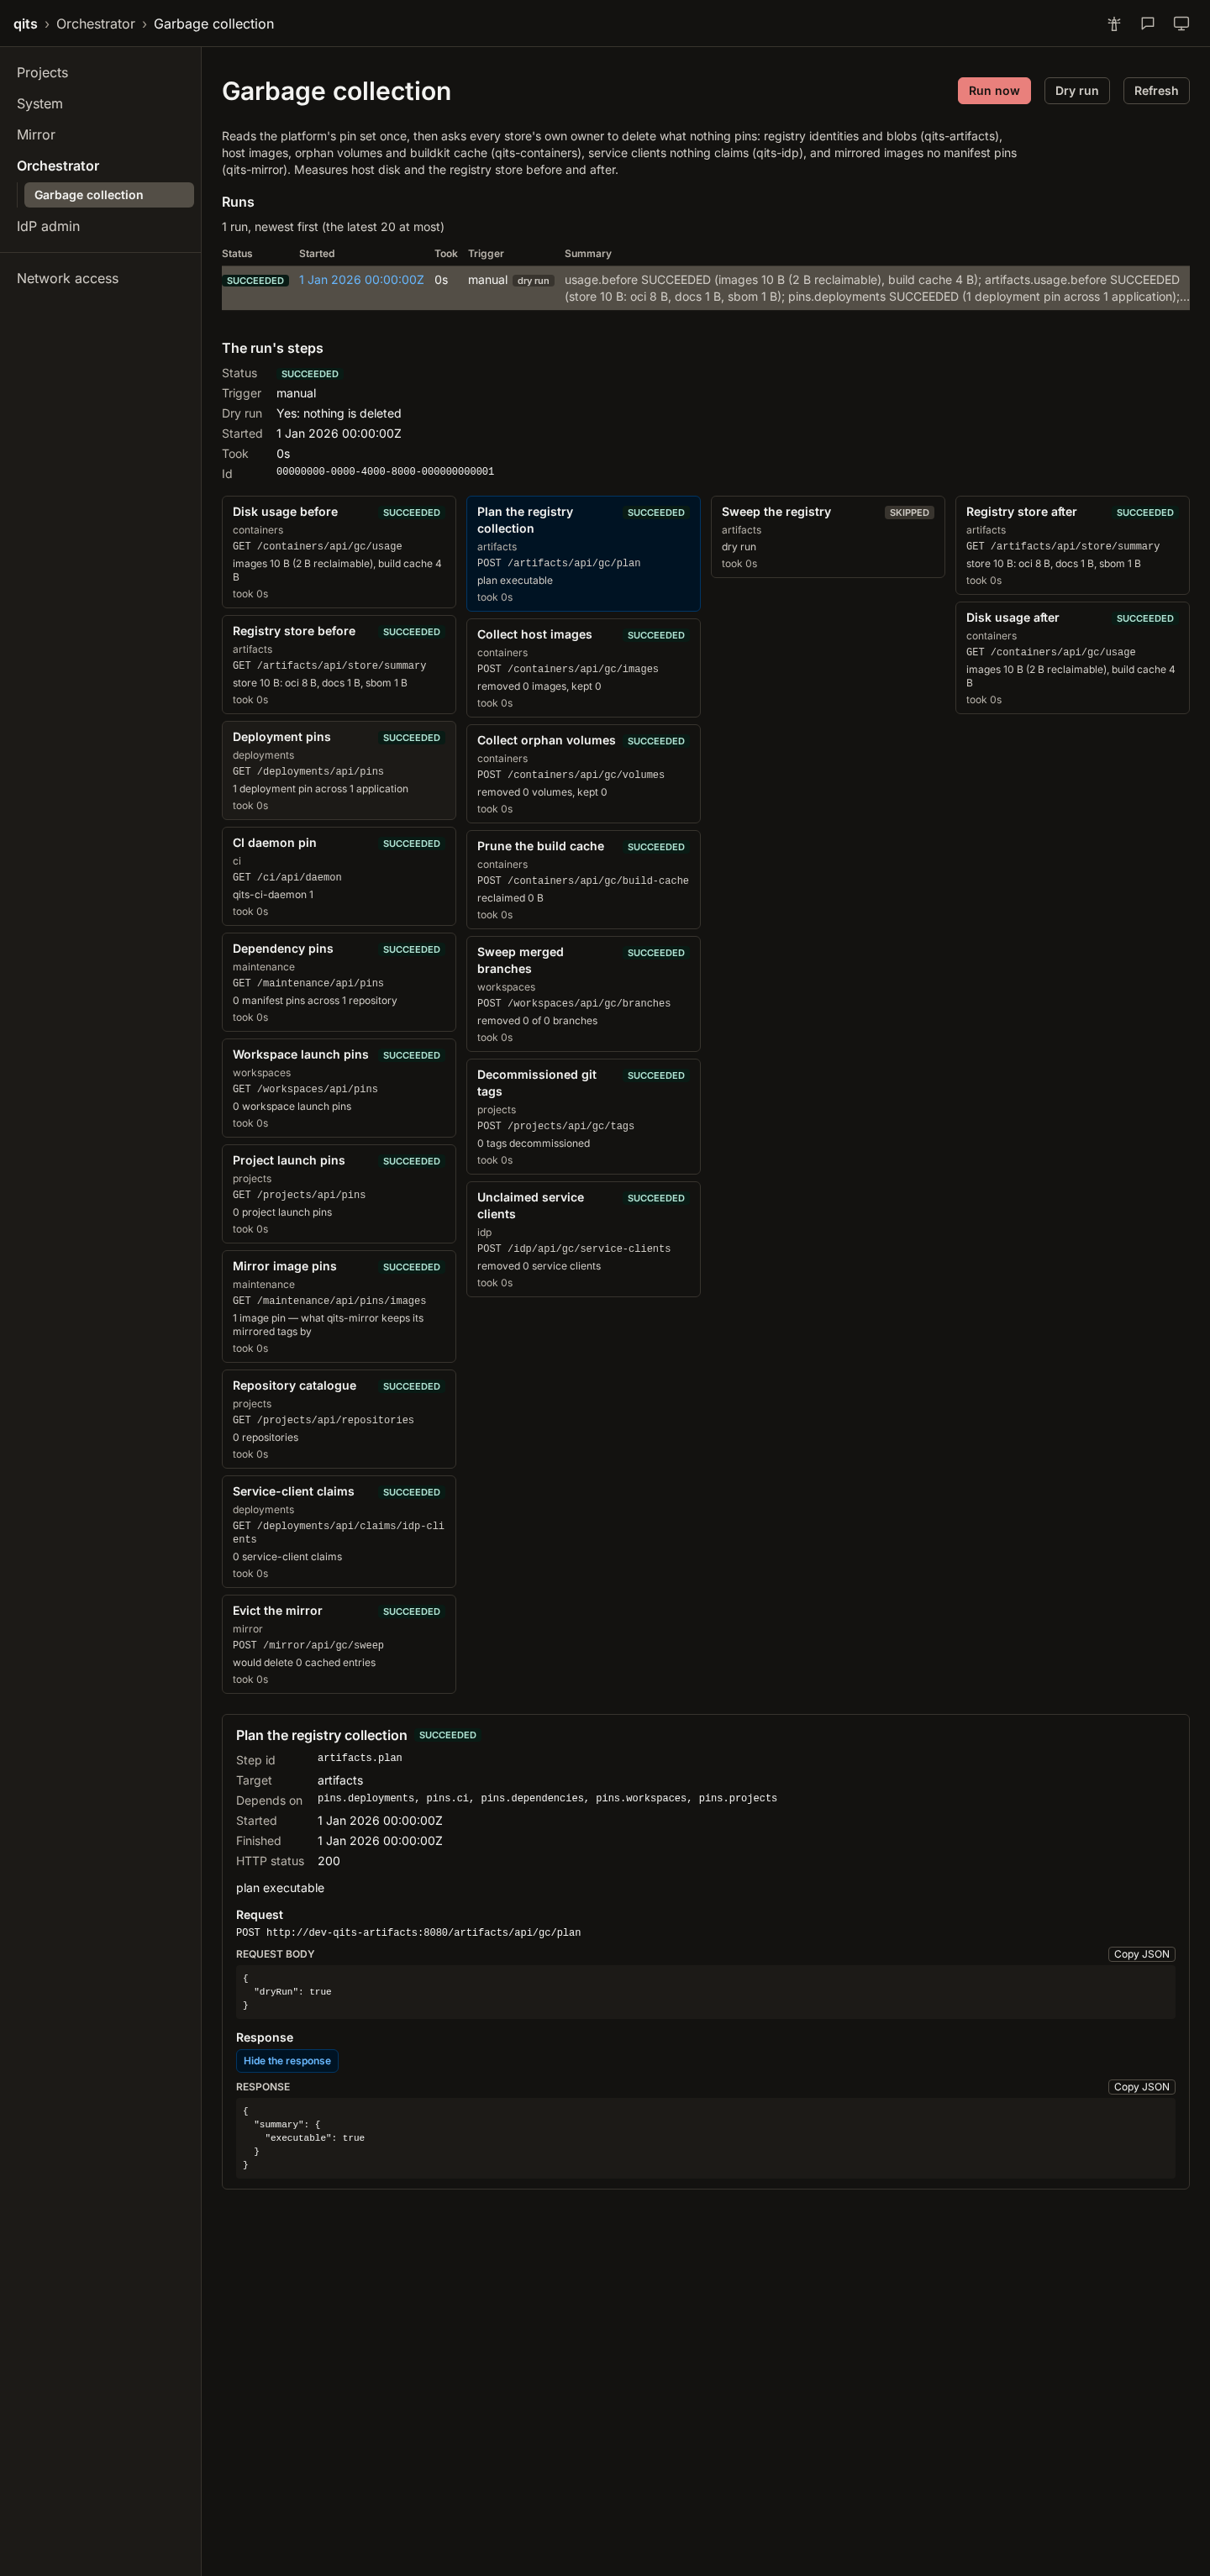 qits › Orchestrator › Garbage collection
Projects
System
Mirror
Orchestrator
Garbage collection
IdP admin
Network access
Garbage collection
Run now
Dry run
Refresh
Reads the platform's pin set once, then asks every store's own owner to delete what nothing pins: registry identities and blobs (qits-artifacts),
host images, orphan volumes and buildkit cache (qits-containers), service clients nothing claims (qits-idp), and mirrored images no manifest pins
(qits-mirror). Measures host disk and the registry store before and after.
Runs
1 run, newest first (the latest 20 at most)
Status Started Took Trigger Summary
SUCCEEDED 1 Jan 2026 00:00:00Z 0s manual dry run usage.before SUCCEEDED (images 10 B (2 B reclaimable), build cache 4 B); artifacts.usage.before SUCCEEDED
(store 10 B: oci 8 B, docs 1 B, sbom 1 B); pins.deployments SUCCEEDED (1 deployment pin across 1 application);...
The run's steps
Status SUCCEEDED
Trigger manual
Dry run Yes: nothing is deleted
Started 1 Jan 2026 00:00:00Z
Took 0s
Id 00000000-0000-4000-8000-000000000001
Disk usage before SUCCEEDED
containers
GET /containers/api/gc/usage
images 10 B (2 B reclaimable), build cache 4
B
took 0s
Registry store before SUCCEEDED
artifacts
GET /artifacts/api/store/summary
store 10 B: oci 8 B, docs 1 B, sbom 1 B
took 0s
Deployment pins SUCCEEDED
deployments
GET /deployments/api/pins
1 deployment pin across 1 application
took 0s
CI daemon pin SUCCEEDED
ci
GET /ci/api/daemon
qits-ci-daemon 1
took 0s
Dependency pins SUCCEEDED
maintenance
GET /maintenance/api/pins
0 manifest pins across 1 repository
took 0s
Workspace launch pins SUCCEEDED
workspaces
GET /workspaces/api/pins
0 workspace launch pins
took 0s
Project launch pins SUCCEEDED
projects
GET /projects/api/pins
0 project launch pins
took 0s
Mirror image pins SUCCEEDED
maintenance
GET /maintenance/api/pins/images
1 image pin — what qits-mirror keeps its
mirrored tags by
took 0s
Repository catalogue SUCCEEDED
projects
GET /projects/api/repositories
0 repositories
took 0s
Service-client claims SUCCEEDED
deployments
GET /deployments/api/claims/idp-cli
ents
0 service-client claims
took 0s
Evict the mirror SUCCEEDED
mirror
POST /mirror/api/gc/sweep
would delete 0 cached entries
took 0s
Plan the registry SUCCEEDED
collection
artifacts
POST /artifacts/api/gc/plan
plan executable
took 0s
Collect host images SUCCEEDED
containers
POST /containers/api/gc/images
removed 0 images, kept 0
took 0s
Collect orphan volumes SUCCEEDED
containers
POST /containers/api/gc/volumes
removed 0 volumes, kept 0
took 0s
Prune the build cache SUCCEEDED
containers
POST /containers/api/gc/build-cache
reclaimed 0 B
took 0s
Sweep merged SUCCEEDED
branches
workspaces
POST /workspaces/api/gc/branches
removed 0 of 0 branches
took 0s
Decommissioned git SUCCEEDED
tags
projects
POST /projects/api/gc/tags
0 tags decommissioned
took 0s
Unclaimed service SUCCEEDED
clients
idp
POST /idp/api/gc/service-clients
removed 0 service clients
took 0s
Sweep the registry SKIPPED
artifacts
dry run
took 0s
Registry store after SUCCEEDED
artifacts
GET /artifacts/api/store/summary
store 10 B: oci 8 B, docs 1 B, sbom 1 B
took 0s
Disk usage after SUCCEEDED
containers
GET /containers/api/gc/usage
images 10 B (2 B reclaimable), build cache 4
B
took 0s
Plan the registry collection SUCCEEDED
Step id artifacts.plan
Target artifacts
Depends on pins.deployments, pins.ci, pins.dependencies, pins.workspaces, pins.projects
Started 1 Jan 2026 00:00:00Z
Finished 1 Jan 2026 00:00:00Z
HTTP status 200
plan executable
Request
POST http://dev-qits-artifacts:8080/artifacts/api/gc/plan
REQUEST BODY Copy JSON
{
"dryRun": true
}
Response
Hide the response
RESPONSE Copy JSON
{
"summary": {
"executable": true
}
}